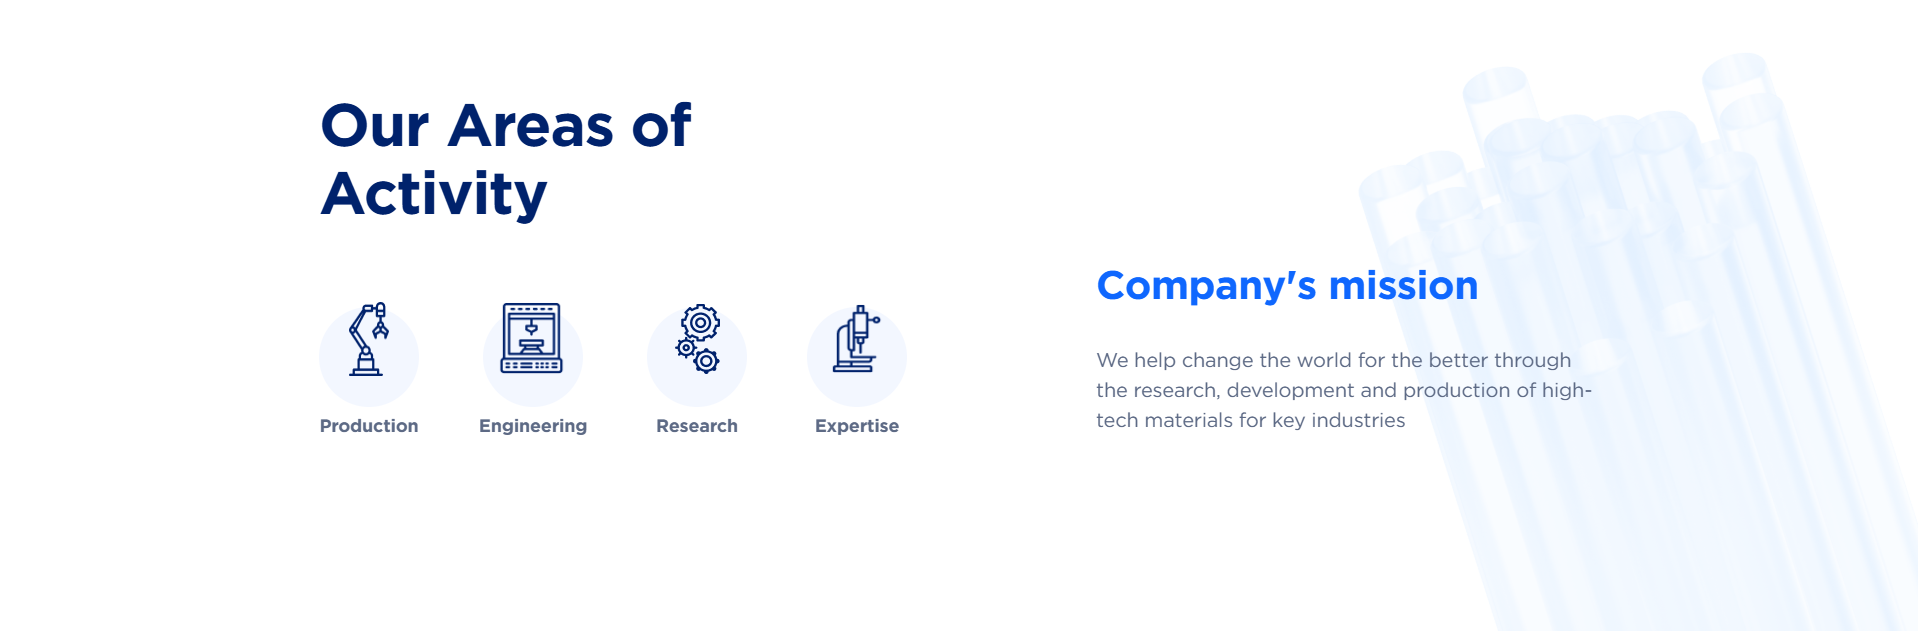 Our Areas of
Activity
Production
Engineering
Research
Expertise
Company's mission
We help change the world for the better through
the research, development and production of high-
tech materials for key industries